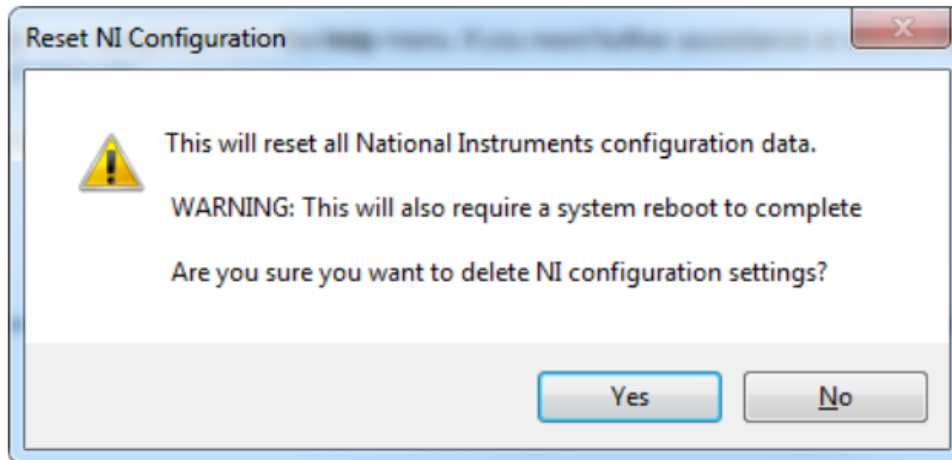 Reset NI Configuration
This will reset all National Instruments configuration data.
WARNING: This will also require a system reboot to complete
Are you sure you want to delete NI configuration settings?
Yes
No